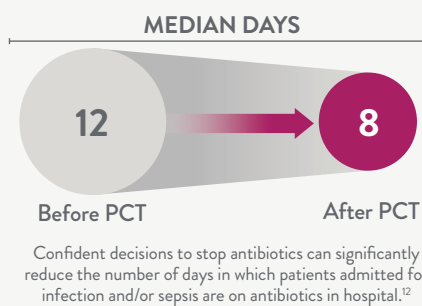 MEDIAN DAYS
12
8
Before PCT
After PCT
Confident decisions to stop antibiotics can significantly
reduce the number of days in which patients admitted fo
infection and/or sepsis are on antibiotics in hospital.12